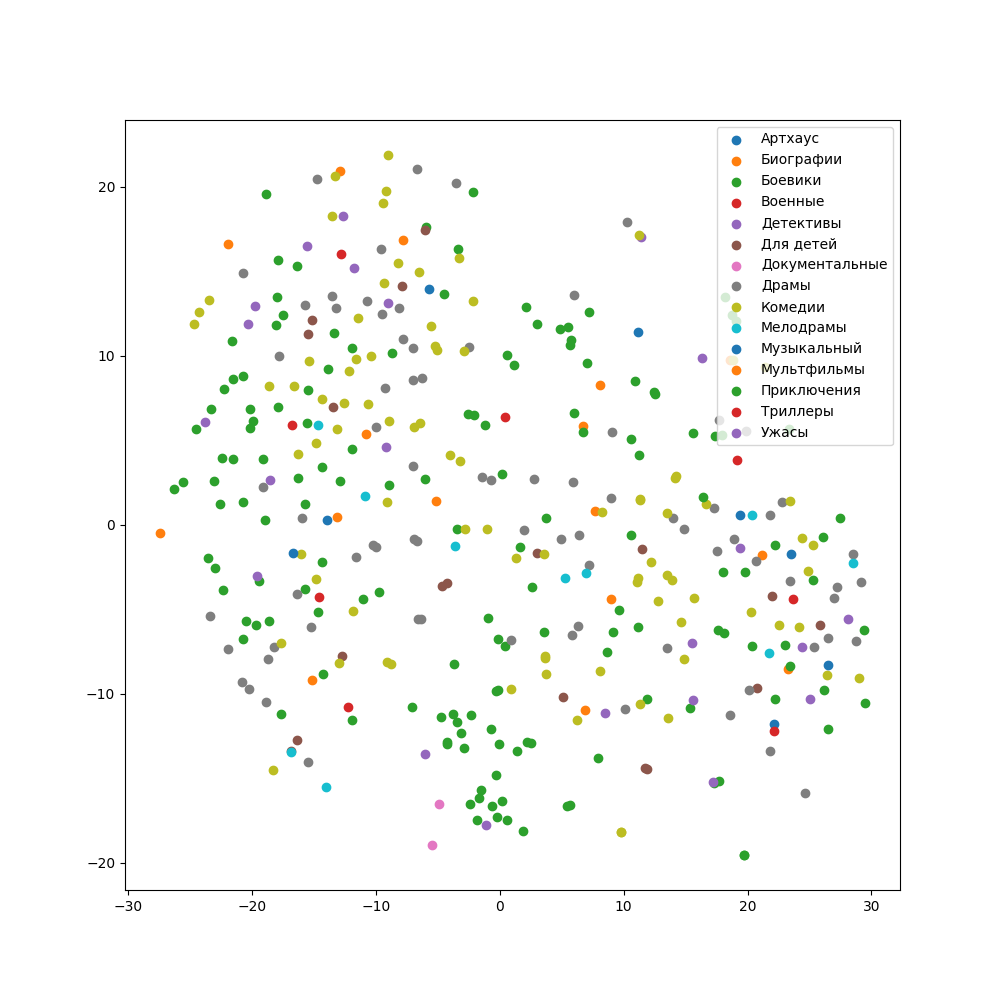 Артхаус
Биографии
Боевики
Военные
Детективы
Для детей
Документальные
Драмы
Комедии
Мелодрамы
Музыкальный
Мультфильмы
Приключения
Триллеры
Ужасы
20
10
0
−10
−20
−30 −20 −10 0 10 20 30